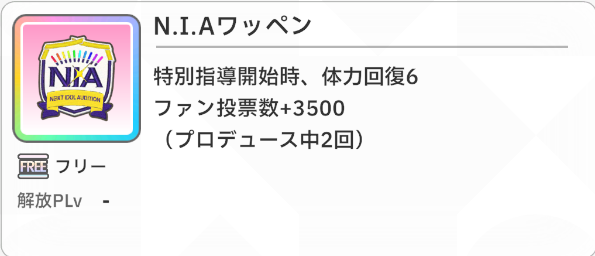 N.I.Aワッペン
NIA
NEXT IDOL AUDITION
特別指導開始時、体力回復6
ファン投票数+3500
（プロデュース中2回）
FREE フリー
解放PLv -